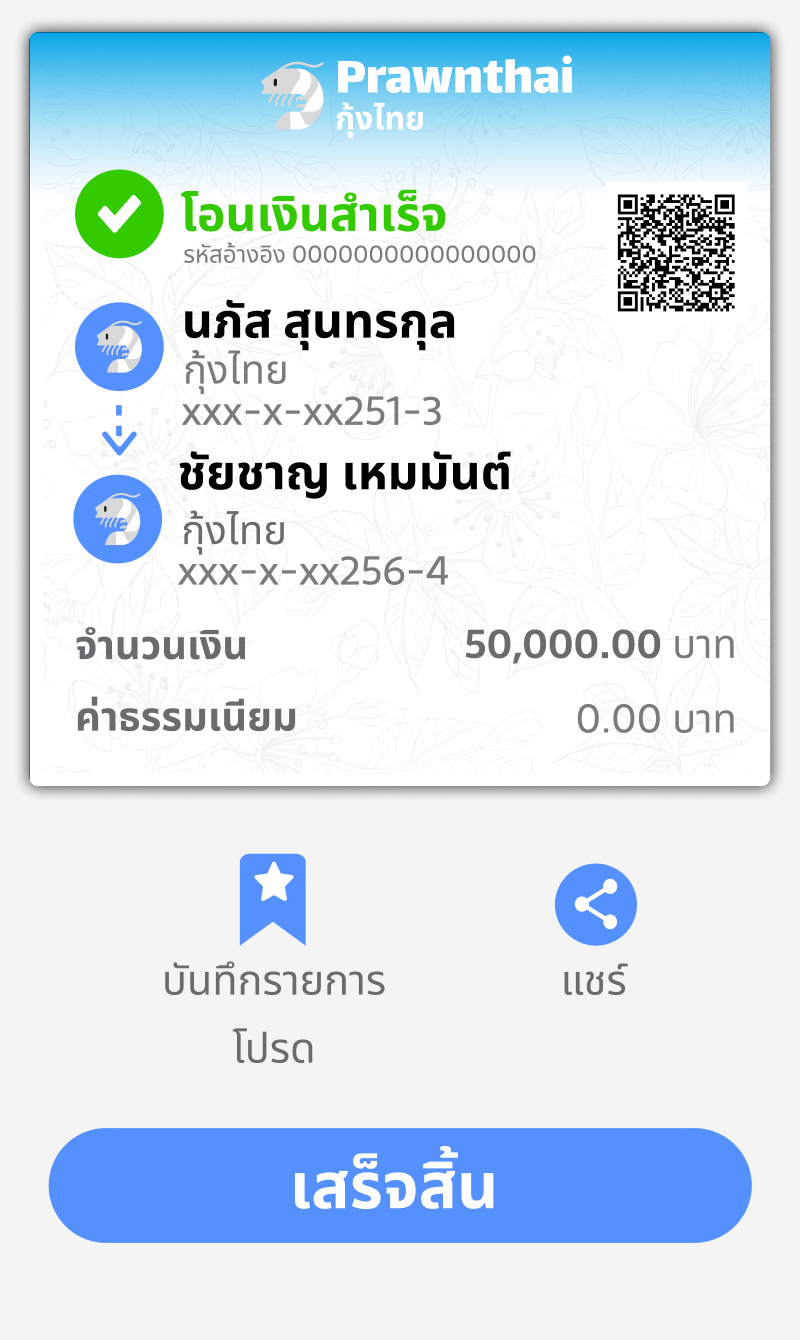 Prawnthai
กุ้งไทย
โอนเงินสำเร็จ
รหัสอ้างอิง 0000000000000000
นภัส สุนทรกุล
กุ้งไทย
xxx-x-xx251-3
ชัยชาญ เหมมันต์
กุ้งไทย
xxx-x-xx256-4
จำนวนเงิน 50,000.00 บาท
ค่าธรรมเนียม 0.00 บาท
บันทึกรายการ
โปรด
แชร์
เสร็จสิ้น